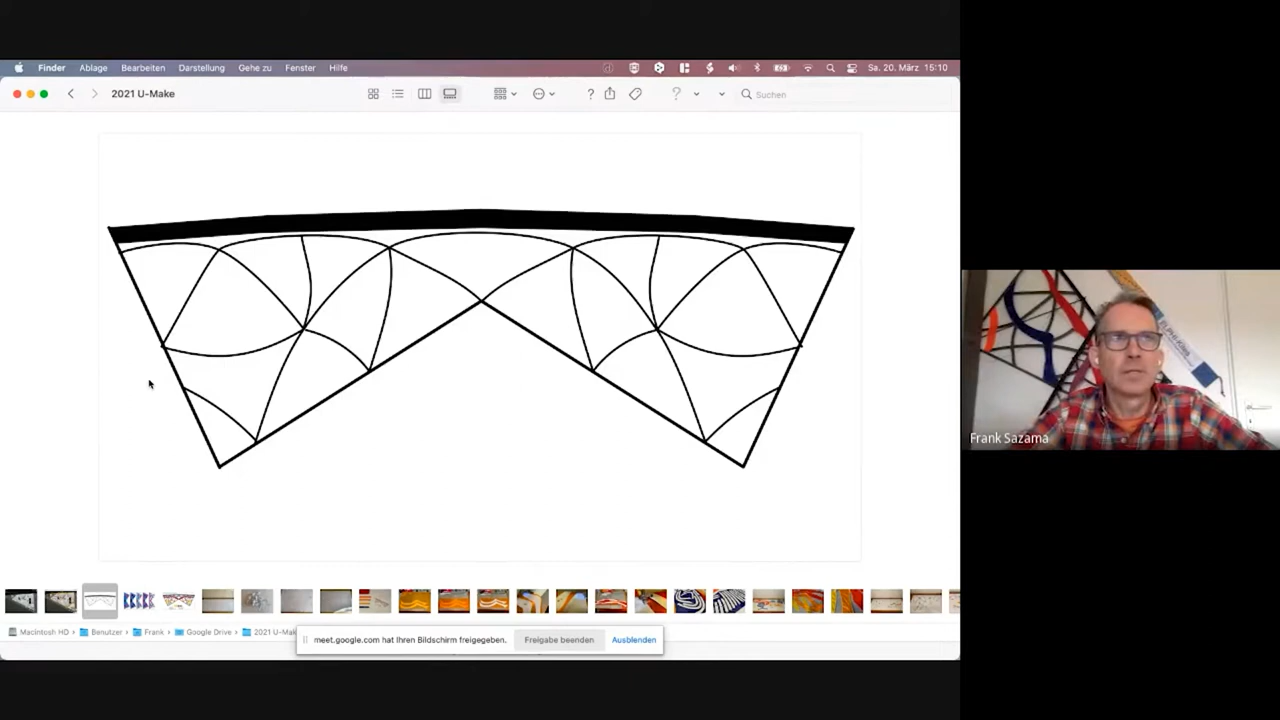 Finder Ablage Bearbeiten Darstellung Gehe zu Fenster Hilfe Sa. 20. März 15:10
2021 U-Make
? ? Suchen
Frank Sazama
Macintosh HD › Benutzer › Frank › Google Drive › 2021 U-Mak
meet.google.com hat Ihren Bildschirm freigegeben. Freigabe beenden Ausblenden